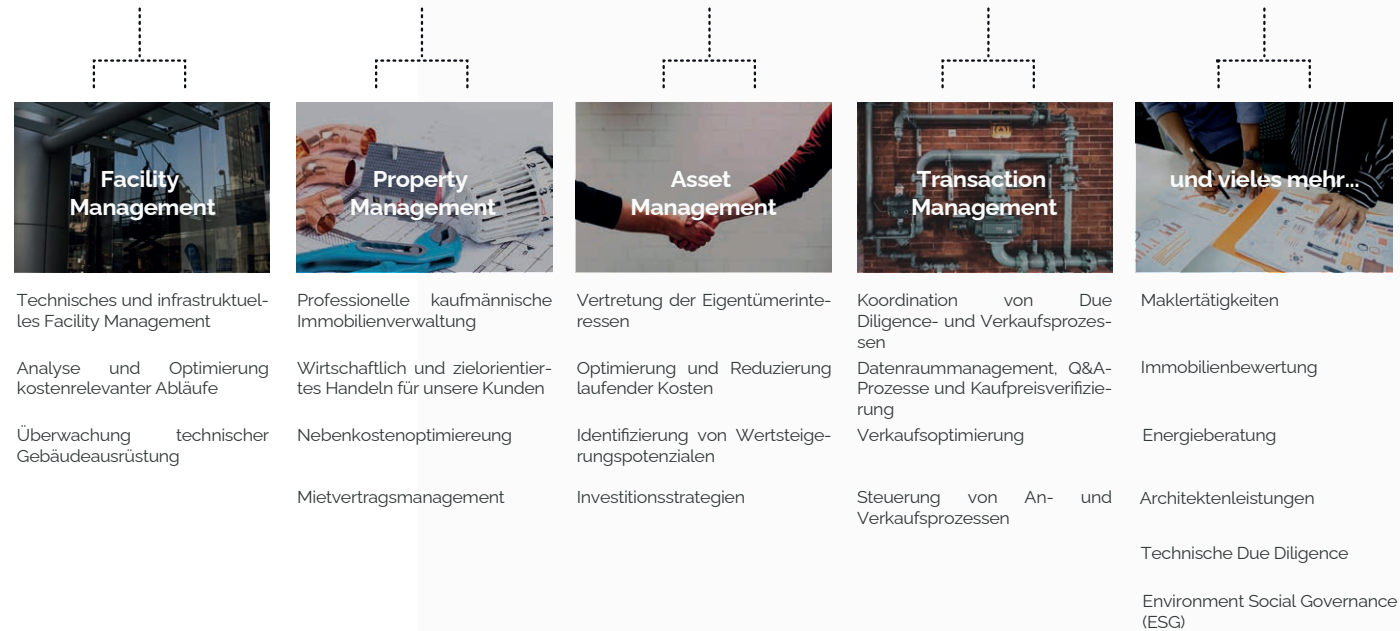 Facility
Management
Technisches und infrastruktuel-
les Facility Management
Analyse und Optimierung
kostenrelevanter Abläufe
Überwachung technischer
Gebäudeausrüstung
Property
Management
Professionelle kaufmännische
Immobilienverwaltung
Wirtschaftlich und zielorientier-
tes Handeln für unsere Kunden
Nebenkostenoptimiereung
Mietvertragsmanagement
Asset
Management
Vertretung der Eigentümerinte-
ressen
Optimierung und Reduzierung
laufender Kosten
Identifizierung von Wertsteige-
rungspotenzialen
Investitionsstrategien
Transaction
Management
Koordination von Due
Diligence- und Verkaufsprozes-
sen
Datenraummanagement, Q&A-
Prozesse und Kaufpreisverifizie-
rung
Verkaufsoptimierung
Steuerung von An- und
Verkaufsprozessen
und vieles mehr...
Maklertätigkeiten
Immobilienbewertung
Energieberatung
Architektenleistungen
Technische Due Diligence
Environment Social Governance
(ESG)